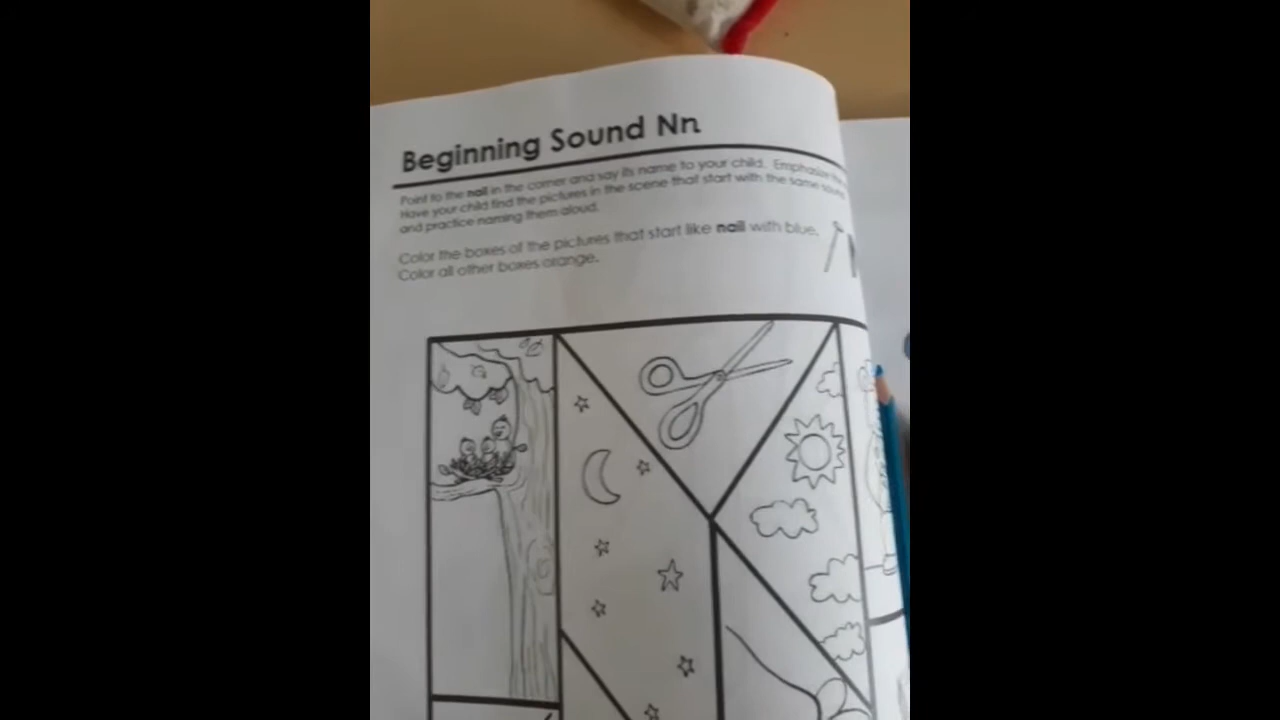 Beginning Sound Nn
Point to the nail in the corner and say its name to your child. Emphasize
Have your child find the pictures in the scene that start with the same sound
and practice naming them aloud.
Color the boxes of the pictures that start like nail with blue.
Color all other boxes orange.